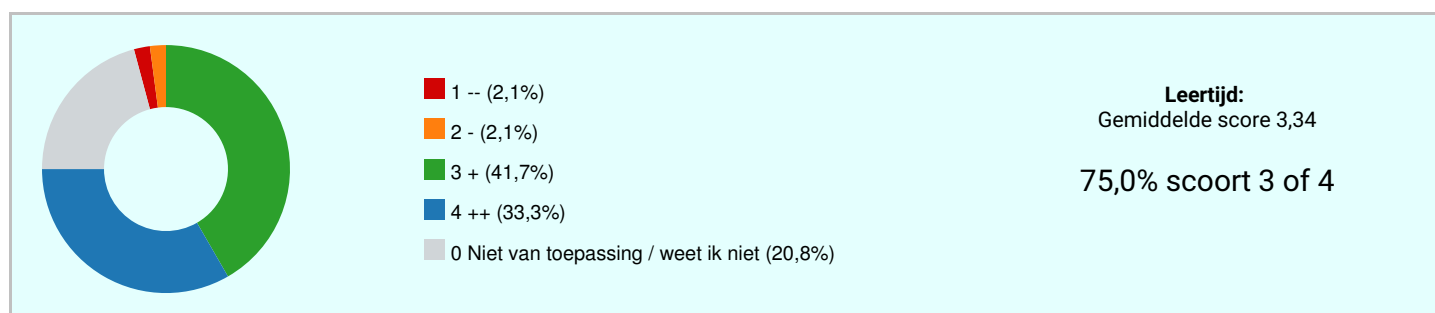 1 -- (2,1%)
2 - (2,1%)
3 + (41,7%)
4 ++ (33,3%)
0 Niet van toepassing / weet ik niet (20,8%)
Leertijd:
Gemiddelde score 3,34
75,0% scoort 3 of 4